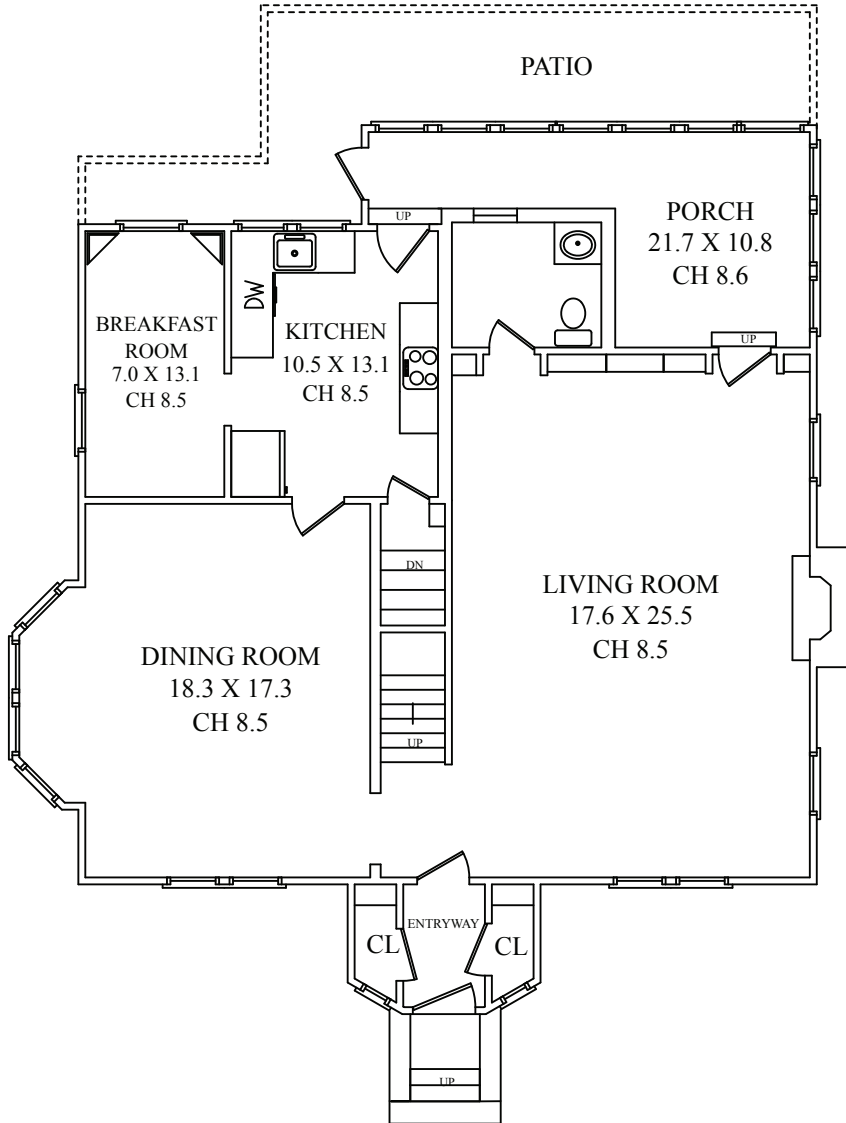 PATIO
UP
PORCH
21.7 X 10.8
CH 8.6
UP
DW
KITCHEN
10.5 X 13.1
CH 8.5
BREAKFAST
ROOM
7.0 X 13.1
CH 8.5
DN
LIVING ROOM
17.6 X 25.5
CH 8.5
DINING ROOM
18.3 X 17.3
CH 8.5
UP
ENTRYWAY
CL
CL
UP